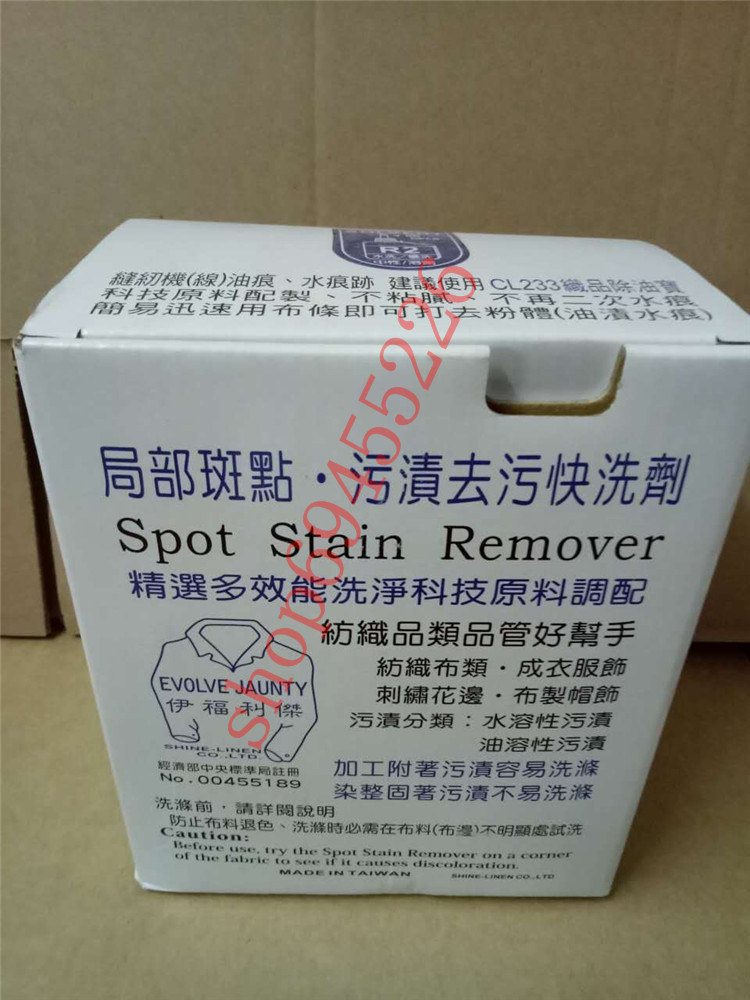 R2
縫紉機(線)油痕、水痕跡 建議使用 CL233織品除油寶
科技原料配製、不粘膩、不再二次水痕
簡易迅速用布條即可打去粉體(油漬水痕)
局部斑點·污漬去污快洗劑
Spot Stain Remover
精選多效能洗淨科技原料調配
紡織品類品管好幫手
紡織布類·成衣服飾
刺繡花邊·布製帽飾
污漬分類：水溶性污漬
油溶性污漬
EVOLVE JAUNTY
伊福利傑
SHINE-LINEN
CO.,LTD.
經濟部中央標準局註冊
No.00455189
加工附著污漬容易洗滌
染整固著污漬不易洗滌
洗滌前，請詳閱說明
防止布料退色、洗滌時必需在布料(布邊)不明顯處試洗
Caution:
Before use, try the Spot Stain Remover on a corner
of the fabric to see if it causes discoloration.
MADE IN TAIWAN
SHINE-LINEN CO.,LTD
shop694555226